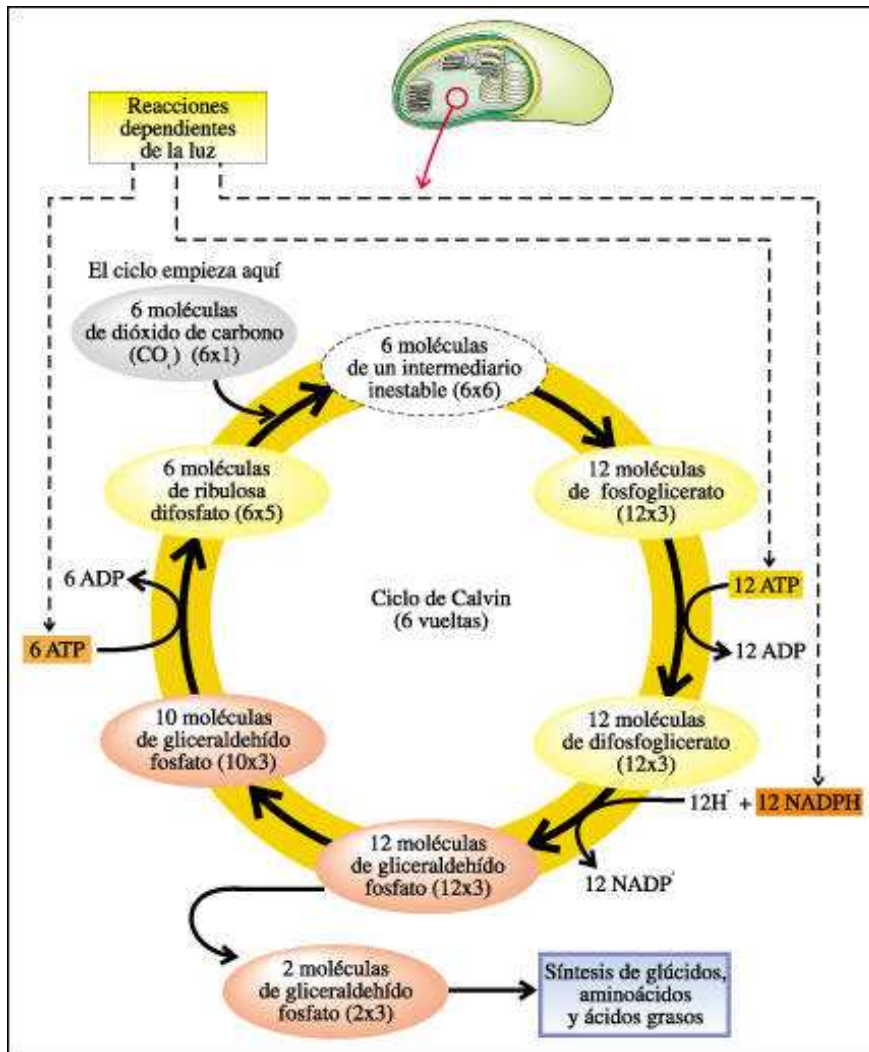 Reacciones
dependientes
de la luz
El ciclo empieza aquí
6 moléculas
de dióxido de carbono
(CO₂) (6x1)
6 moléculas
de un intermediario
inestable (6x6)
12 moléculas
de fosfoglicerato
(12x3)
12 ATP
12 ADP
12 moléculas
de difosfoglicerato
(12x3)
12H⁺ + 12 NADPH
12 NADP⁺
12 moléculas
de gliceraldehído
fosfato (12x3)
2 moléculas
de gliceraldehído
fosfato (2x3)
Síntesis de glúcidos,
aminoácidos
y ácidos grasos
10 moléculas
de gliceraldehído
fosfato (10x3)
6 ATP
6 ADP
6 moléculas
de ribulosa
difosfato (6x5)
Ciclo de Calvin
(6 vueltas)